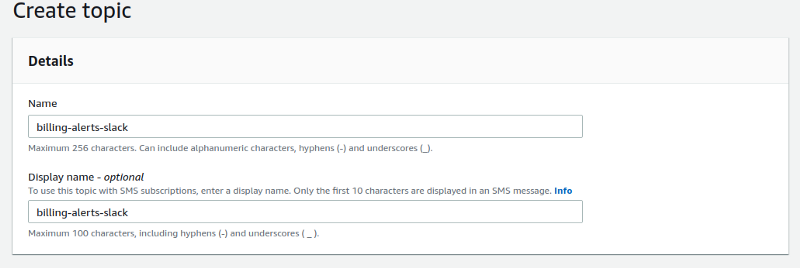 Create topic
Details
Name
billing-alerts-slack
Maximum 256 characters. Can include alphanumeric characters, hyphens (-) and underscores (_).
Display name - optional
To use this topic with SMS subscriptions, enter a display name. Only the first 10 characters are displayed in an SMS message. Info
billing-alerts-slack
Maximum 100 characters, including hyphens (-) and underscores ( _ ).